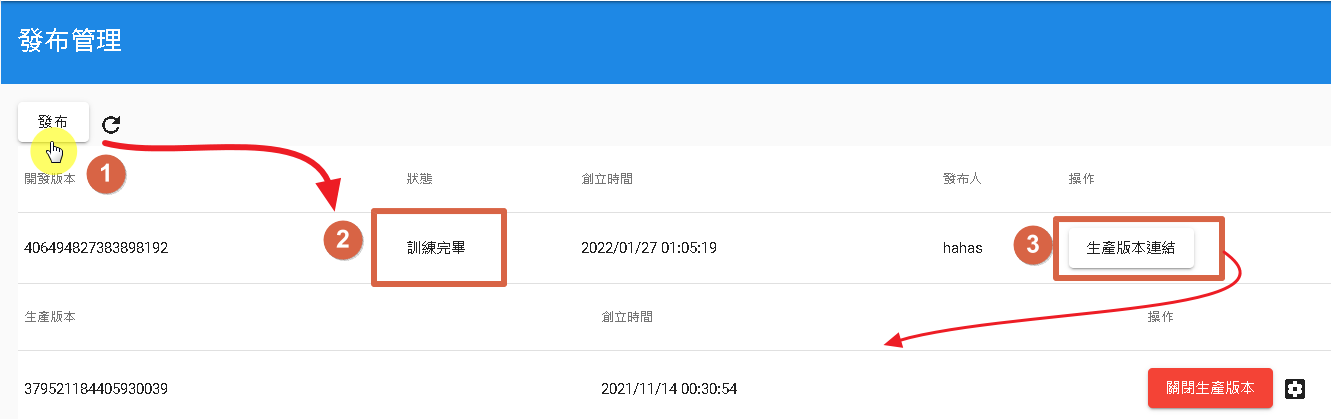 發布管理
發布
1
開發版本 狀態 創立時間 發布人 操作
2
3
406494827383898192 訓練完畢 2022/01/27 01:05:19 hahas 生產版本連結
生產版本 創立時間 操作
379521184405930039 2021/11/14 00:30:54 關閉生產版本